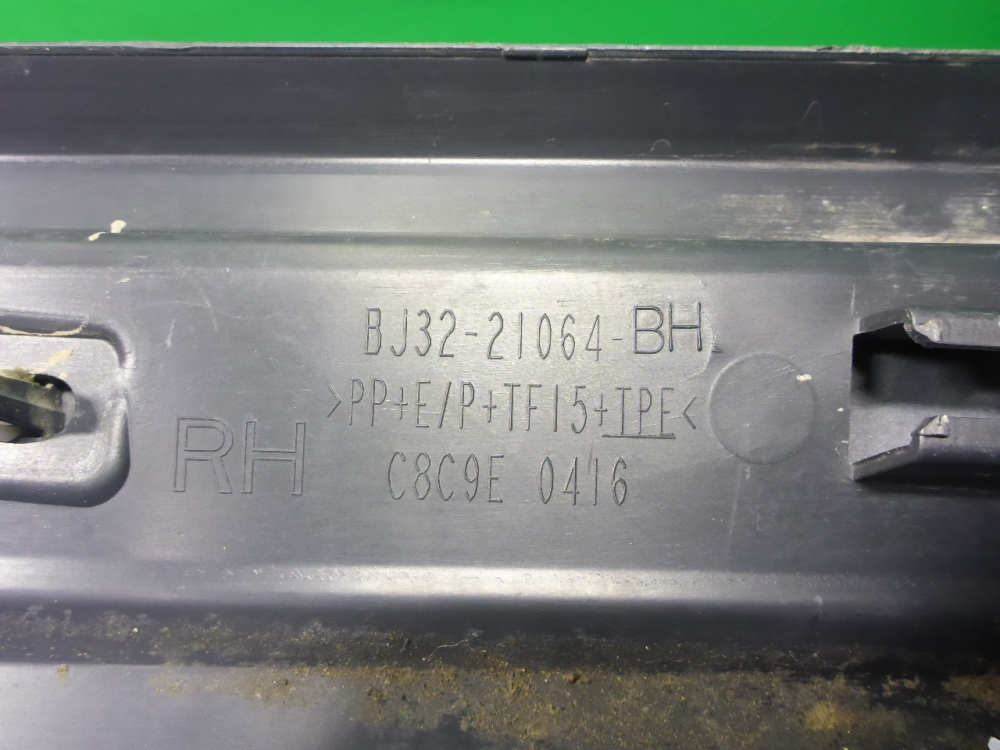 BJ32-21064-BH
>PP+E/P+TF15+TPE<
RH
C8C9E 0416